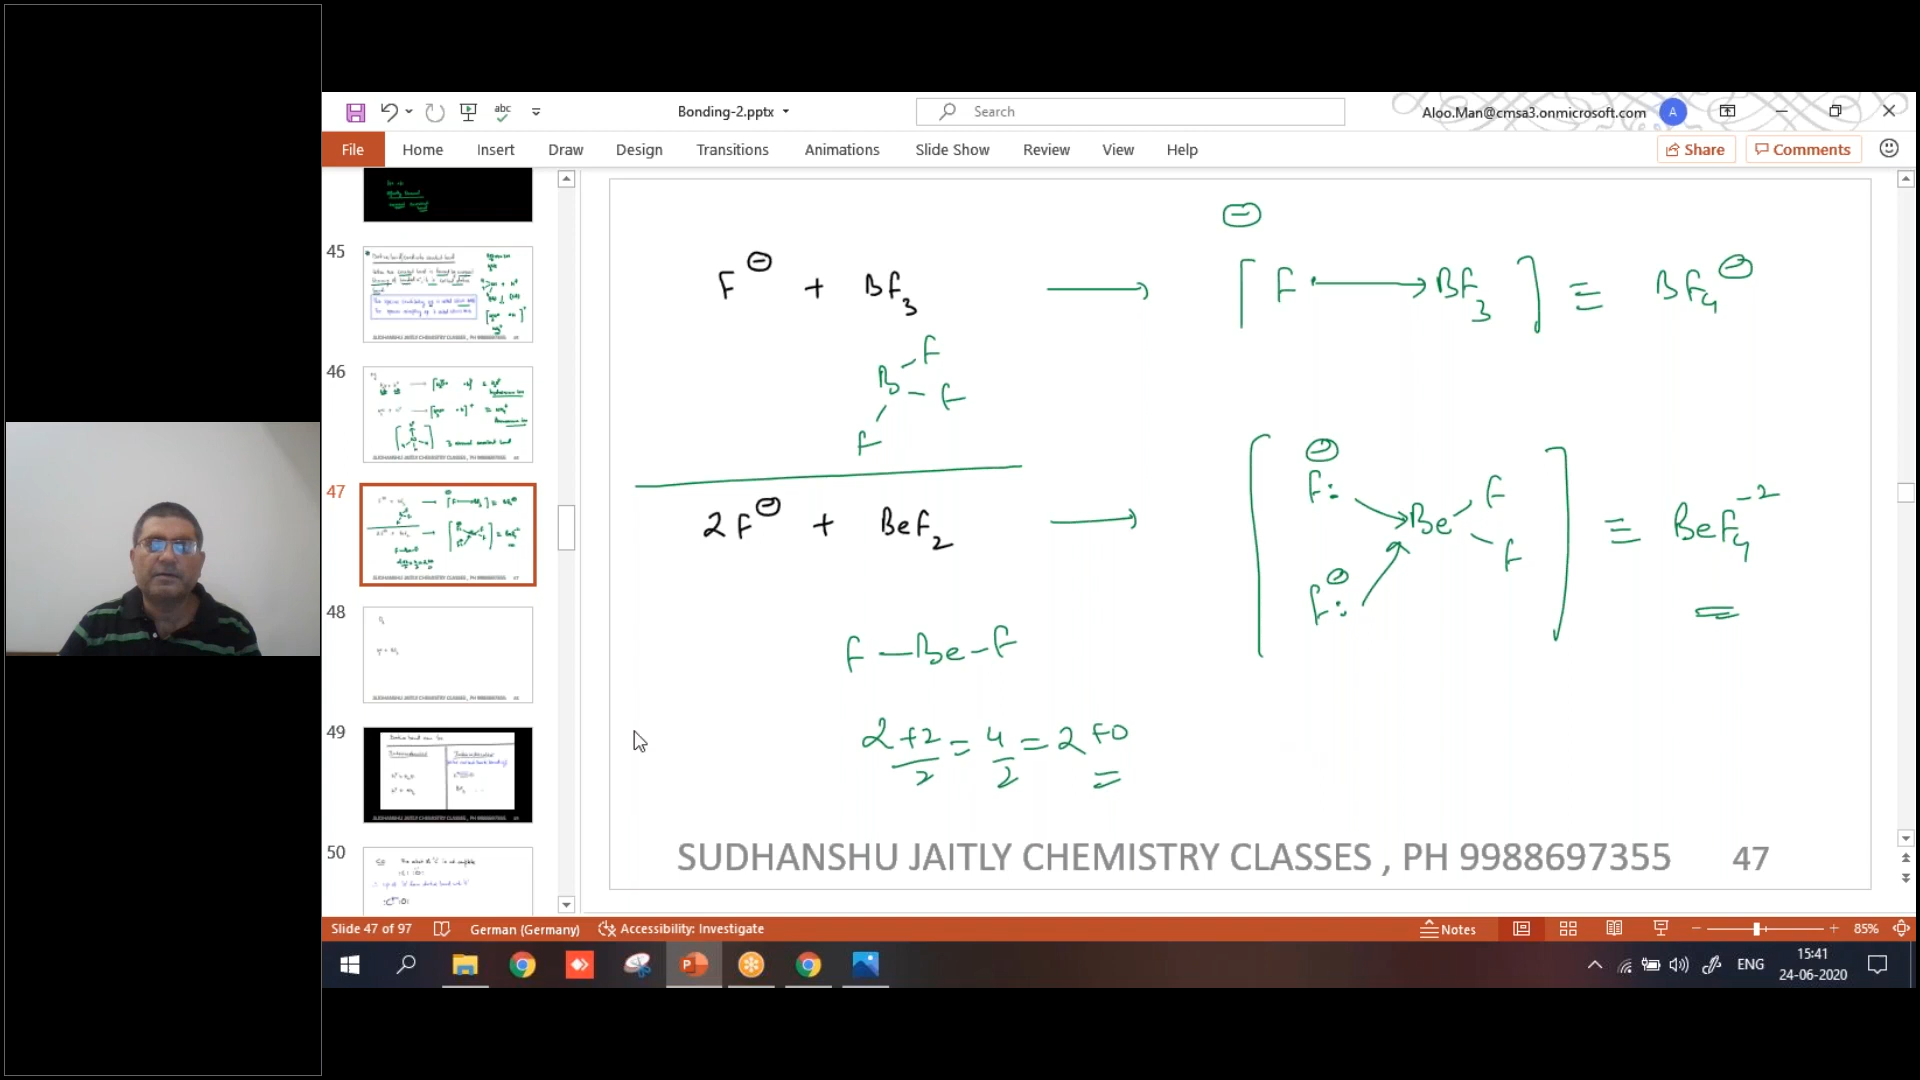 Bonding-2.pptx
Search
Aloo.Man@cmsa3.onmicrosoft.com
A
abc
File Home Insert Draw Design Transitions Animations Slide Show Review View Help
Share Comments
45
46
47
48
49
50
F⊖ + BF3 ⟶ [F ⟶ BF3]⊖ ≡ BF4⊖
B F F F
2F⊖ + BeF2 ⟶ [F:⊖ F:⊖ Be F F] ≡ BeF4-2
F — Be - F
2+2/2 = 4/2 = 2 FO
SUDHANSHU JAITLY CHEMISTRY CLASSES , PH 9988697355 47
Slide 47 of 97 German (Germany) Accessibility: Investigate Notes 85%
ENG 15:41
24-06-2020